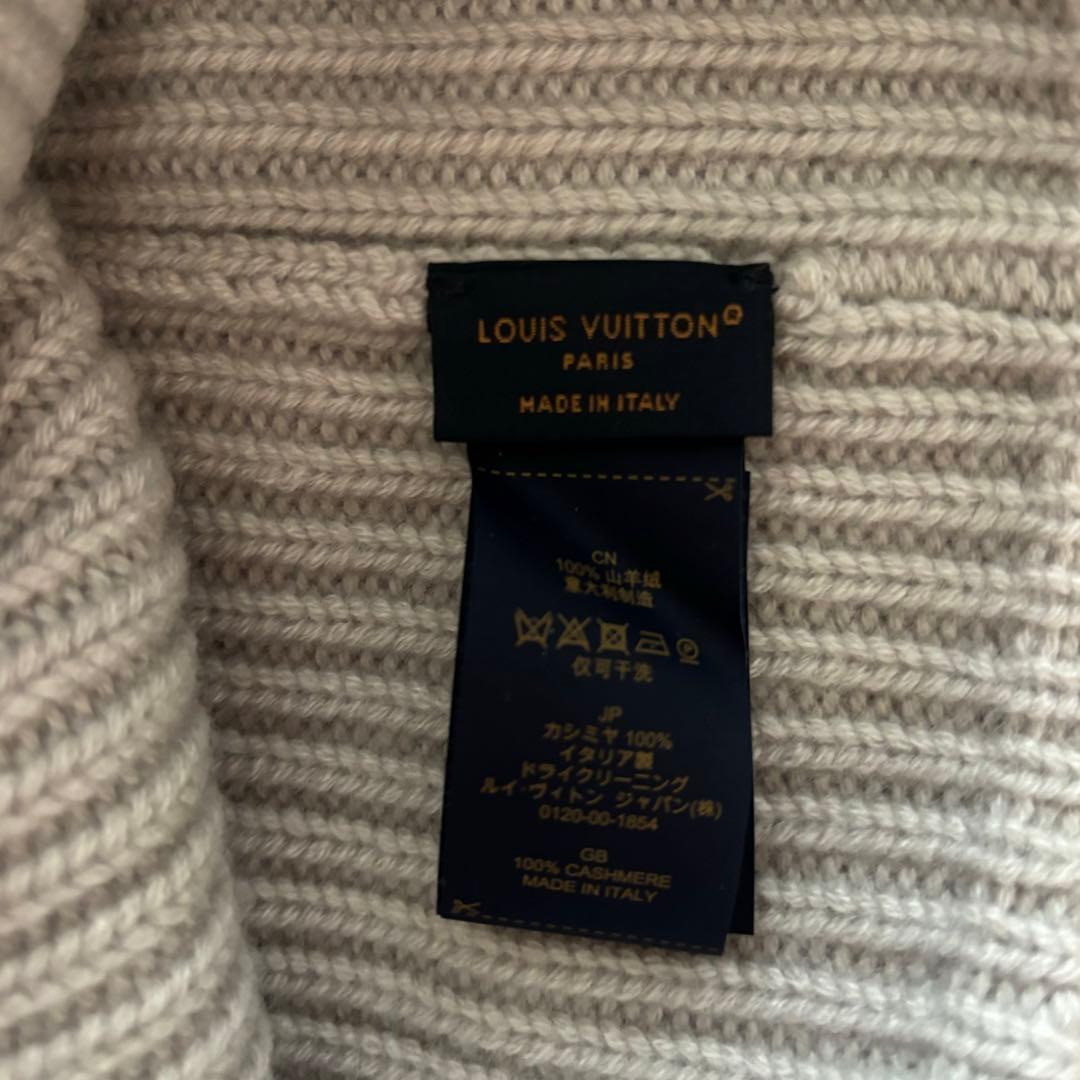 LOUIS VUITTON®
PARIS
MADE IN ITALY
CN
100% 山羊绒
意大利制造
P
仅可干洗
JP
カシミヤ 100%
イタリア製
ドライクリーニング
ルイ・ヴィトン ジャパン(株)
0120-00-1854
GB
100% CASHMERE
MADE IN ITALY